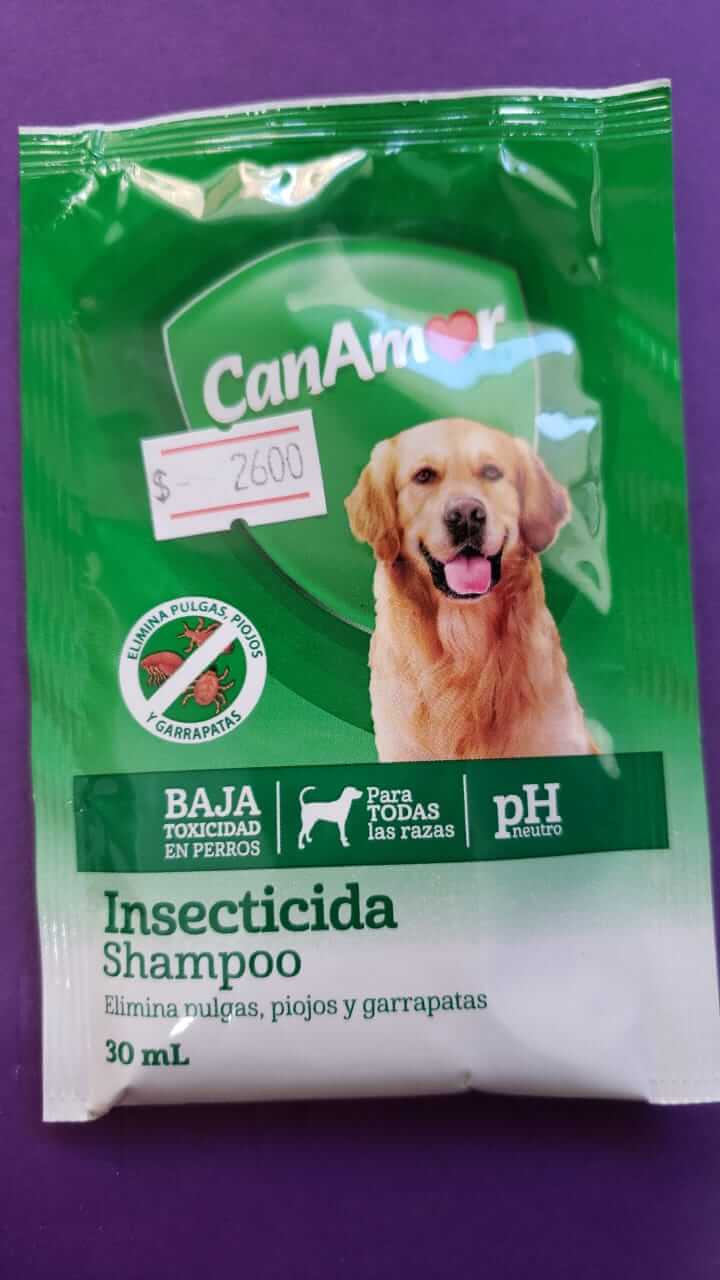 CanAmor
$-- 2600
ELIMINA PULGAS, PIOJOS
Y GARRAPATAS
BAJA
TOXICIDAD
EN PERROS
Para
TODAS
las razas
pH
neutro
Insecticida
Shampoo
Elimina pulgas, piojos y garrapatas
30 mL